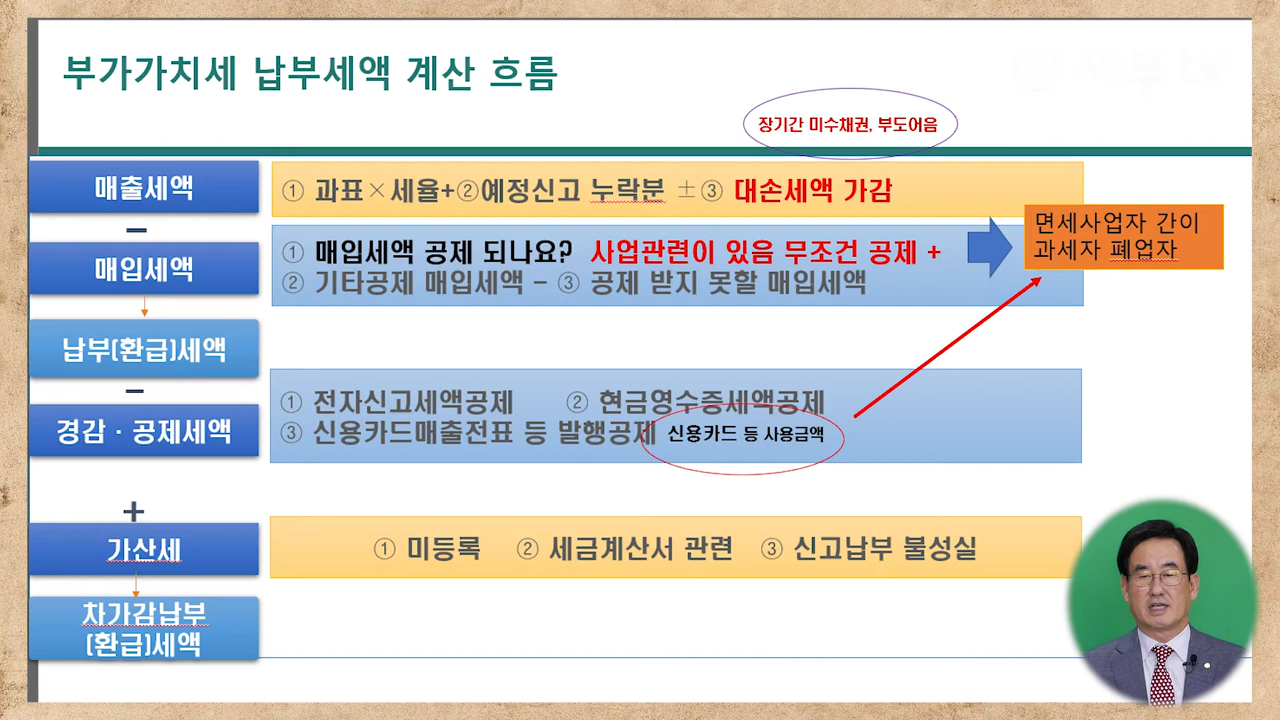 부가가치세 납부세액 계산 흐름
장기간 미수채권, 부도어음
매출세액
① 과표×세율+②예정신고 누락분 ±③ 대손세액 가감
−
매입세액
① 매입세액 공제 되나요? 사업관련이 있음 무조건 공제 +
② 기타공제 매입세액 − ③ 공제 받지 못할 매입세액
면세사업자 간이
과세자 폐업자
납부(환급)세액
−
경감·공제세액
① 전자신고세액공제 ② 현금영수증세액공제
③ 신용카드매출전표 등 발행공제 신용카드 등 사용금액
+
가산세
① 미등록 ② 세금계산서 관련 ③ 신고납부 불성실
차가감납부
(환급)세액